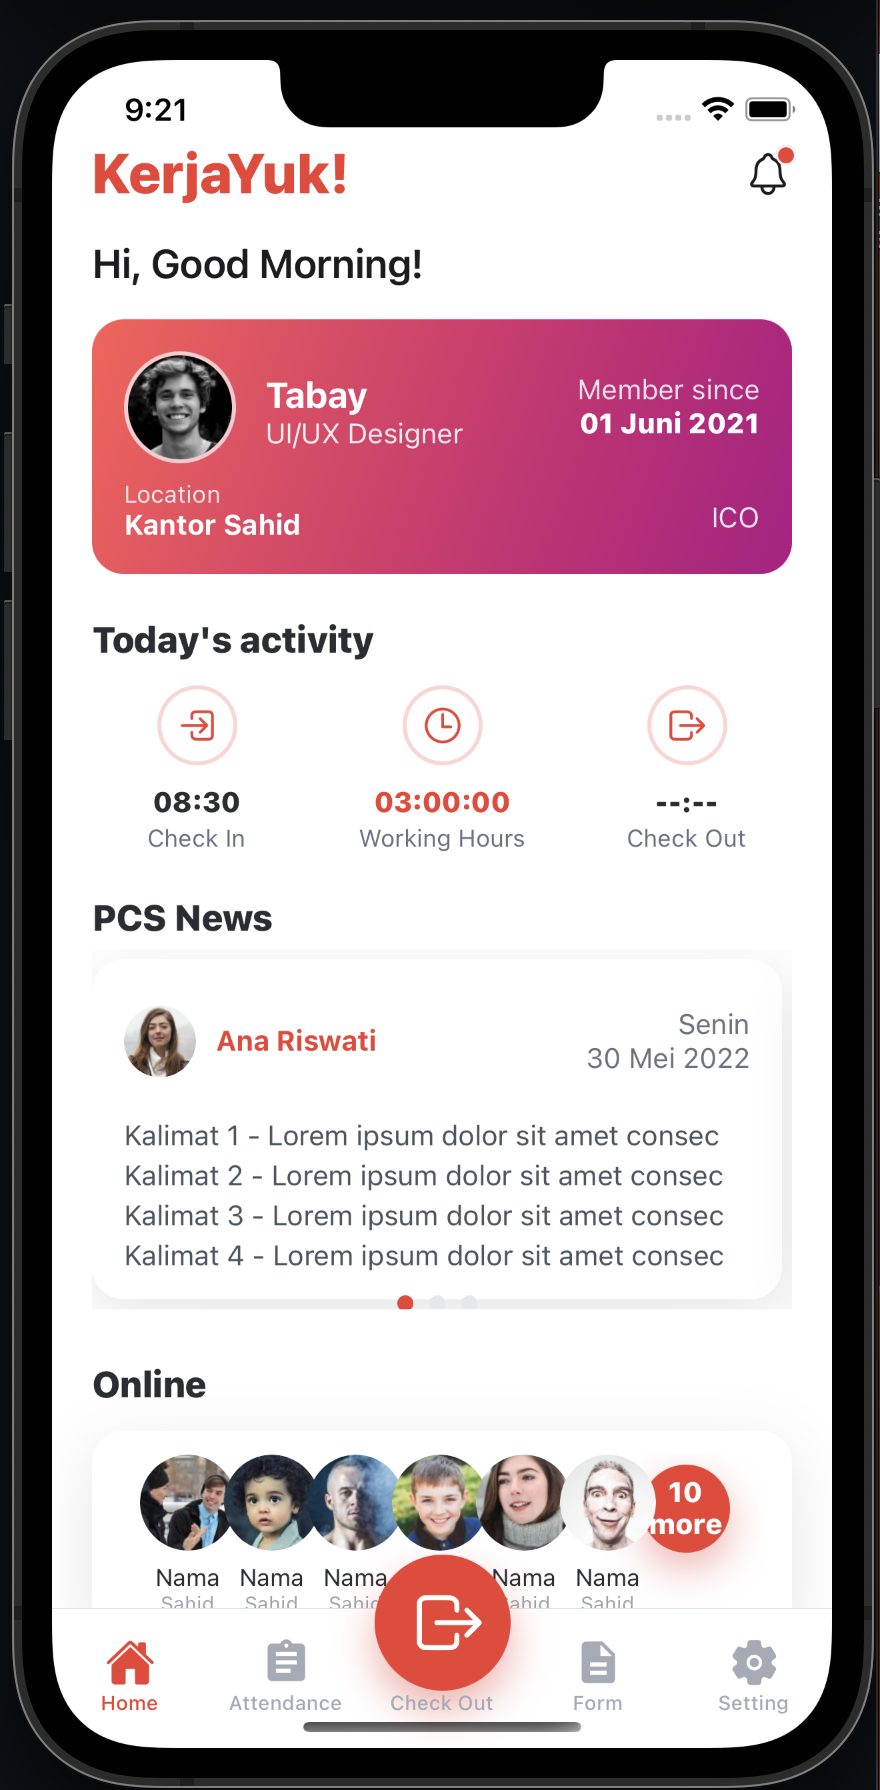 9:21
KerjaYuk!
Hi, Good Morning!
Tabay
UI/UX Designer
Member since
01 Juni 2021
Location
Kantor Sahid
ICO
Today's activity
08:30
Check In
03:00:00
Working Hours
--:--
Check Out
PCS News
Ana Riswati
Senin
30 Mei 2022
Kalimat 1 - Lorem ipsum dolor sit amet consec
Kalimat 2 - Lorem ipsum dolor sit amet consec
Kalimat 3 - Lorem ipsum dolor sit amet consec
Kalimat 4 - Lorem ipsum dolor sit amet consec
Online
10
more
Nama Nama Nama Nama Nama
Sahid Sahid Sahid Sahid Sahid
Home
Attendance
Check Out
Form
Setting